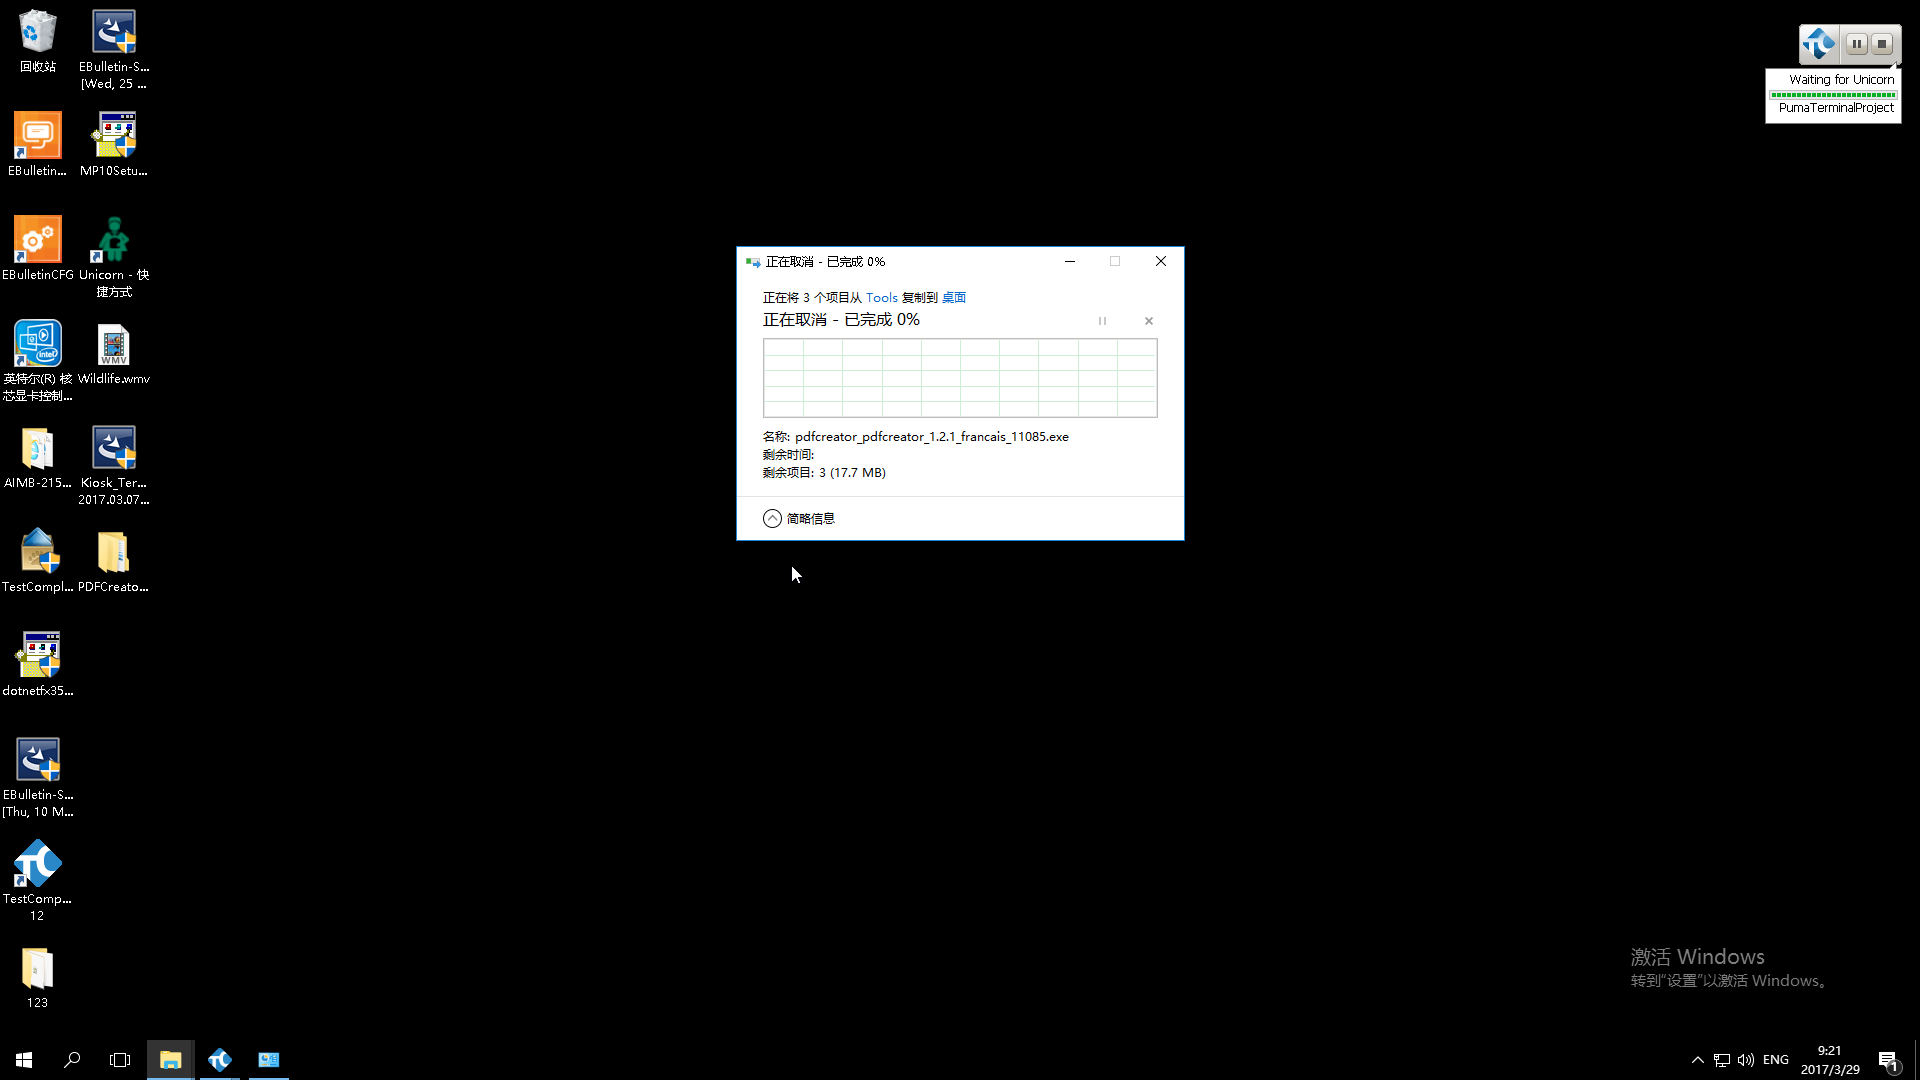 回收站
EBulletin-S...
[Wed, 25 ...
EBulletin...
MP10Setu...
EBulletinCFG
Unicorn - 快
捷方式
英特尔(R) 核
芯显卡控制...
Wildlife.wmv
WMV
AIMB-215...
Kiosk_Ter...
2017.03.07...
TestCompl...
PDFCreato...
dotnetfx35...
EBulletin-S...
[Thu, 10 M...
TestComp...
12
123
正在取消 - 已完成 0%
正在将 3 个项目从 Tools 复制到 桌面
正在取消 - 已完成 0%
名称: pdfcreator_pdfcreator_1.2.1_francais_11085.exe
剩余时间:
剩余项目: 3 (17.7 MB)
简略信息
Waiting for Unicorn
PumaTerminalProject
激活 Windows
转到"设置"以激活 Windows。
ENG
9:21
2017/3/29
1